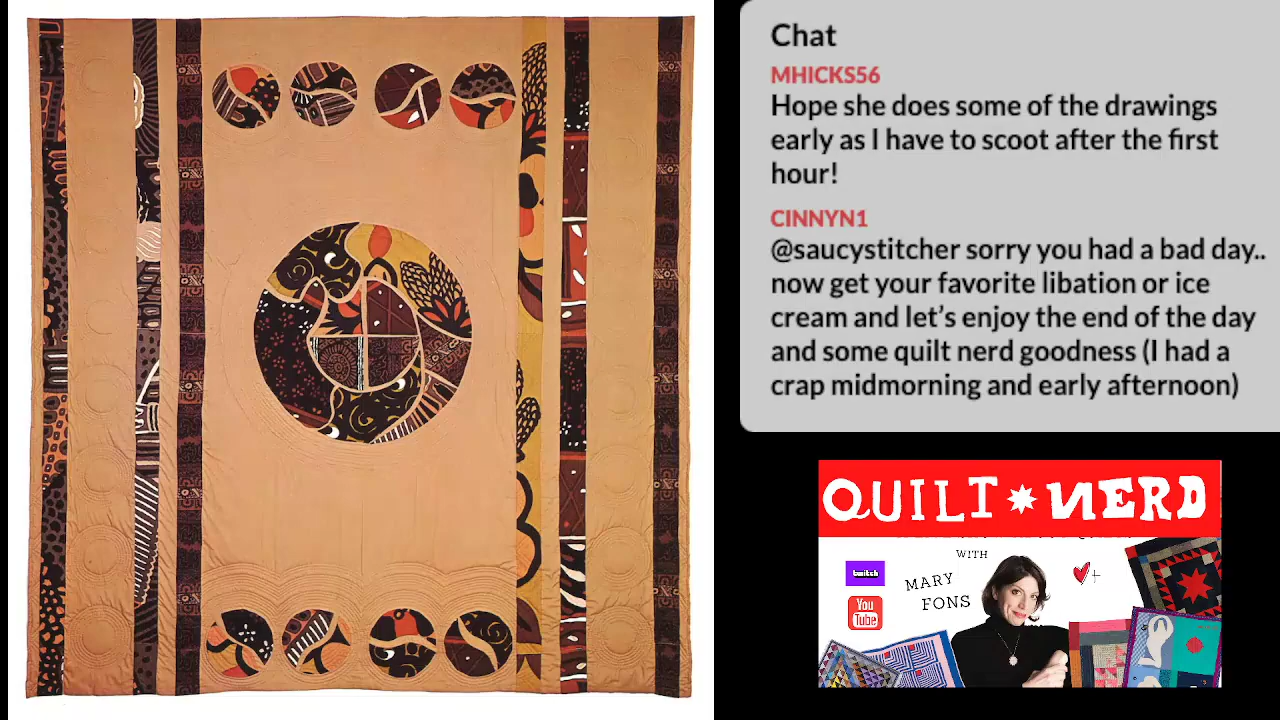 Chat
MHICKS56
Hope she does some of the drawings
early as I have to scoot after the first
hour!
CINNYN1
@saucystitcher sorry you had a bad day..
now get your favorite libation or ice
cream and let's enjoy the end of the day
and some quilt nerd goodness (I had a
crap midmorning and early afternoon)
QUILT NERD
WITH
MARY
FONS
twitch
You
Tube